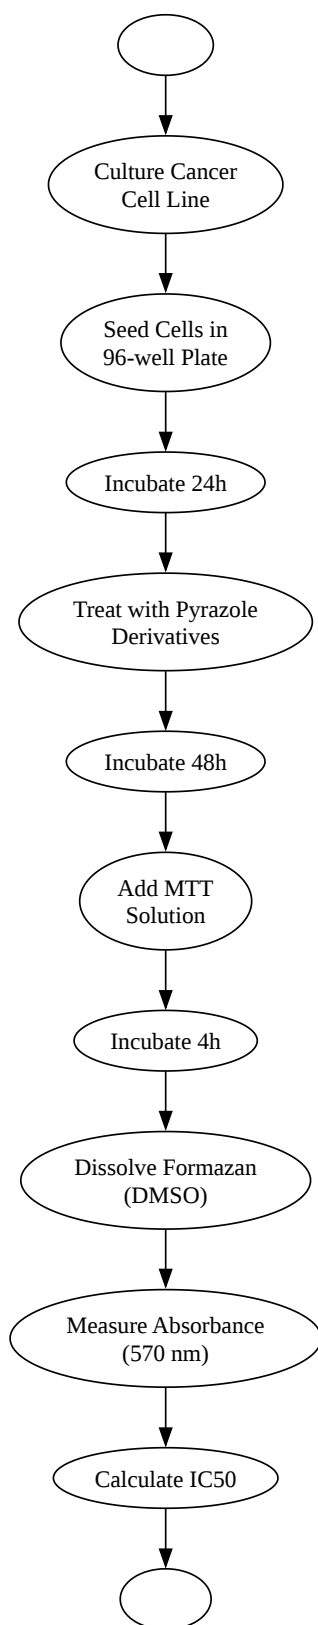 Culture Cancer
Cell Line
Seed Cells in
96-well Plate
Incubate 24h
Treat with Pyrazole
Derivatives
Incubate 48h
Add MTT
Solution
Incubate 4h
Dissolve Formazan
(DMSO)
Measure Absorbance
(570 nm)
Calculate IC50